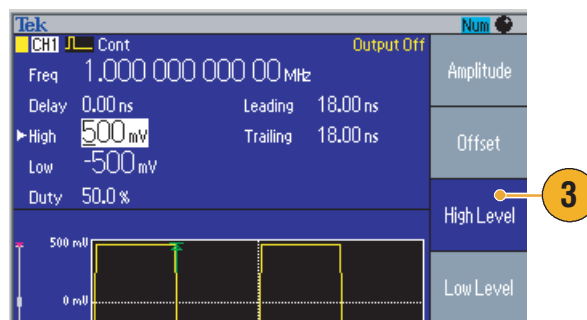 Tek Num
CH1 Cont Output Off Amplitude
Freq 1.000 000 000 00 MHz
Delay 0.00 ns Leading 18.00 ns
High 500 mV Trailing 18.00 ns Offset
Low -500 mV
Duty 50.0 %
3
High Level
500 mU
Low Level
0 mU